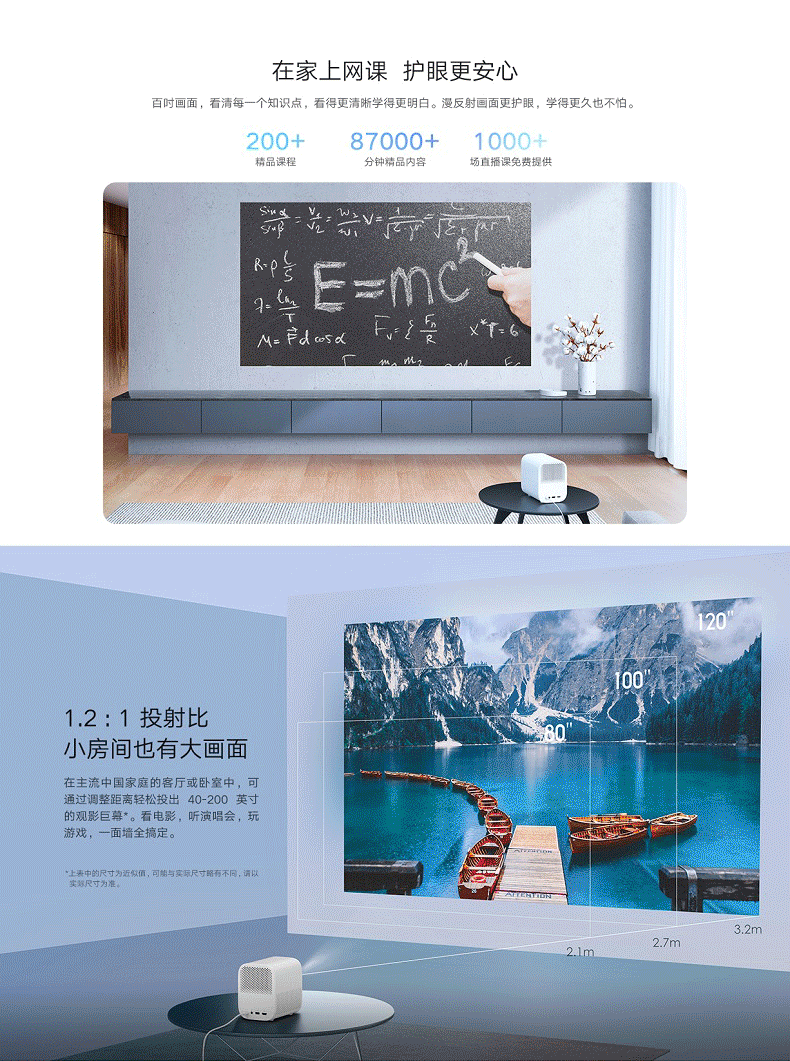 在家上网课 护眼更安心
百吋画面，看清每一个知识点，看得更清晰学得更明白。漫反射画面更护眼，学得更久也不怕。
200+ 87000+ 1000+
精品课程 分钟精品内容 场直播课免费提供
E=mc²
120"
100"
80"
1.2 : 1 投射比
小房间也有大画面
在主流中国家庭的客厅或卧室中，可
通过调整距离轻松投出 40-200 英寸
的观影巨幕*。看电影，听演唱会，玩
游戏，一面墙全搞定。
*上表中的尺寸为近似值，可能与实际尺寸略有不同，请以
实际尺寸为准。
ATTENTION
ATTENTION
3.2m
2.7m
2.1m